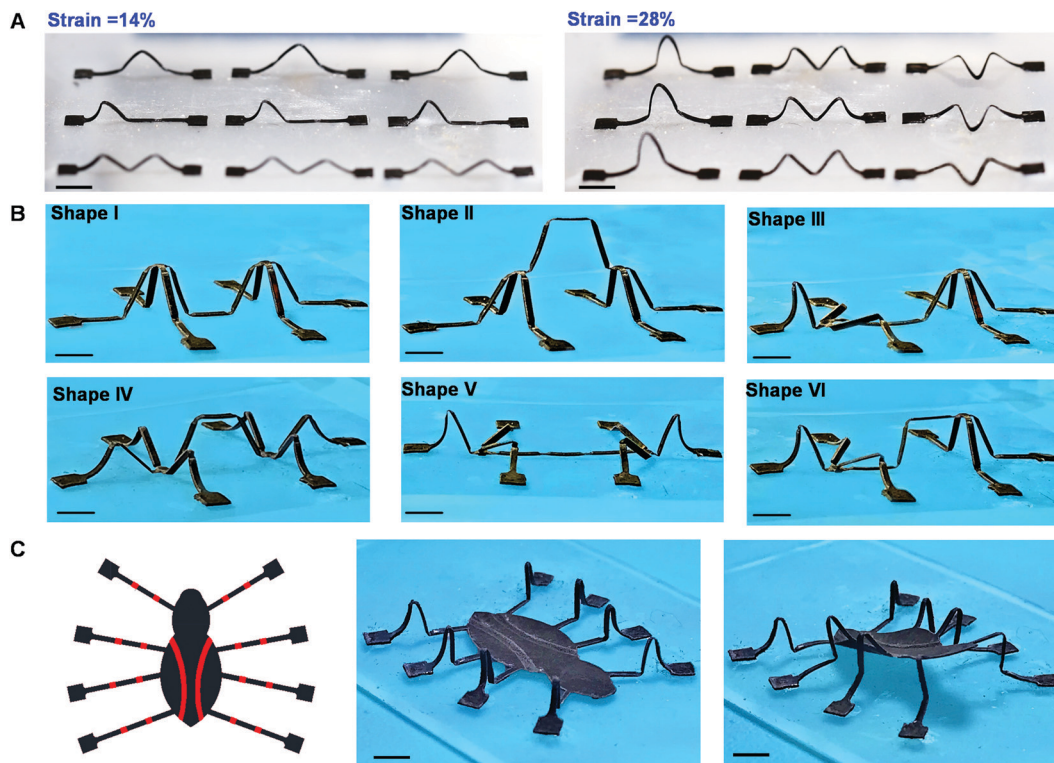 A
Strain =14%
Strain =28%
B
Shape I
Shape II
Shape III
Shape IV
Shape V
Shape VI
C